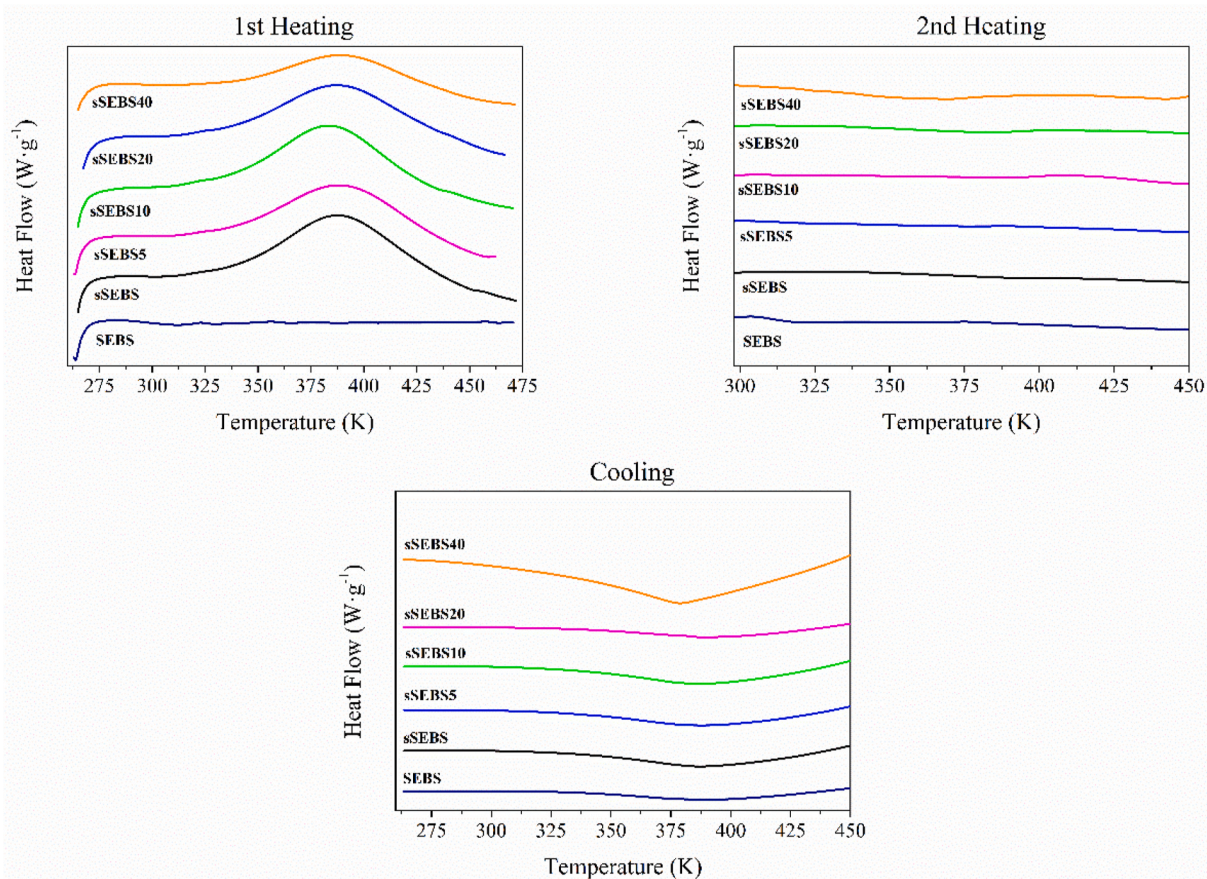 1st Heating
Heat Flow (W·g⁻¹)
sSEBS40
sSEBS20
sSEBS10
sSEBS5
sSEBS
SEBS
275 300 325 350 375 400 425 450 475
Temperature (K)
2nd Heating
Heat Flow (W·g⁻¹)
sSEBS40
sSEBS20
sSEBS10
sSEBS5
sSEBS
SEBS
300 325 350 375 400 425 450
Temperature (K)
Cooling
Heat Flow (W·g⁻¹)
sSEBS40
sSEBS20
sSEBS10
sSEBS5
sSEBS
SEBS
275 300 325 350 375 400 425 450
Temperature (K)